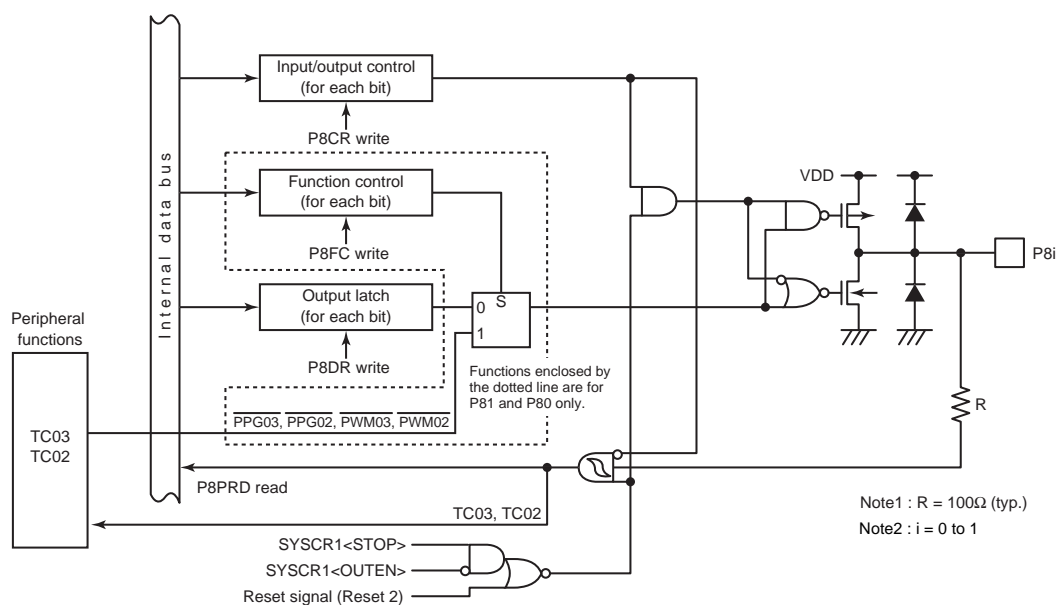 Input/output control
(for each bit)
P8CR write
Internal data bus
Function control
(for each bit)
P8FC write
VDD
P8i
Output latch
(for each bit)
P8DR write
S
0
1
Peripheral
functions
Functions enclosed by
the dotted line are for
P81 and P80 only.
PPG03, PPG02, PWM03, PWM02
R
TC03
TC02
P8PRD read
TC03, TC02
Note1 : R = 100Ω (typ.)
Note2 : i = 0 to 1
SYSCR1<STOP>
SYSCR1<OUTEN>
Reset signal (Reset 2)